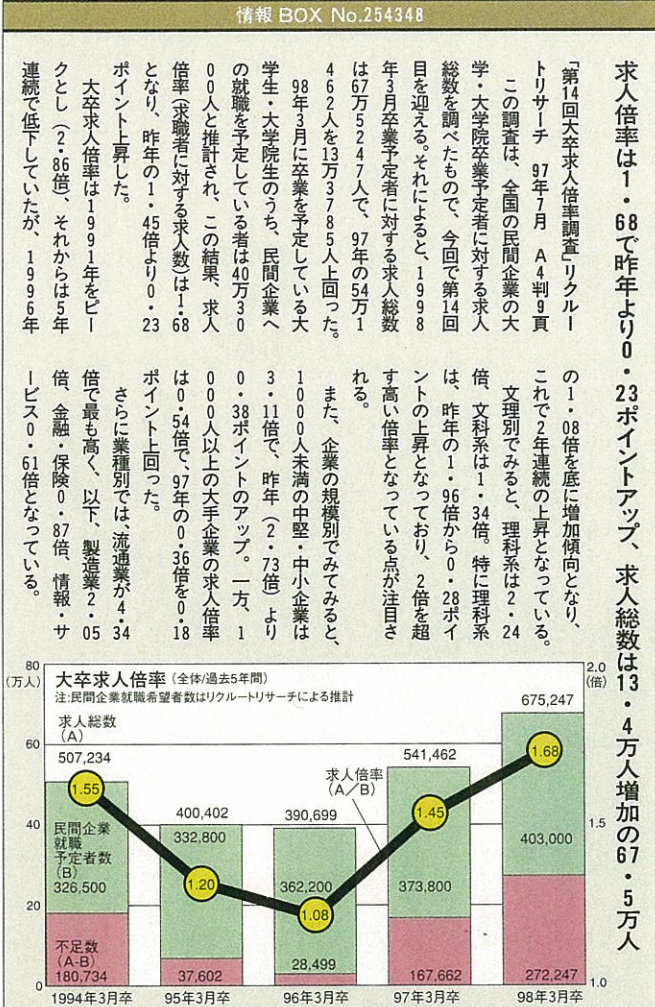 情報 BOX No.254348
求人倍率は1・68で昨年より0・23ポイントアップ、求人総数は13・4万人増加の67・5万人
「第14回大卒求人倍率調査」リクルー
トリサーチ　97年7月　A4判9頁
この調査は、全国の民間企業の大
学・大学院卒業予定者に対する求人
総数を調べたもので、今回で第14回
目を迎える。それによると、1998
年3月卒業予定者に対する求人総数
は67万5247人で、97年の54万1
462人を13万3785人上回った。
98年3月に卒業を予定している大
学生・大学院生のうち、民間企業へ
の就職を予定している者は40万30
00人と推計され、この結果、求人
倍率（求職者に対する求人数）は1・68
となり、昨年の1・45倍より0・23
ポイント上昇した。
大卒求人倍率は1991年をピー
クとし（2・86倍、それからは5年
連続で低下していたが、1996年
の1・08倍を底に増加傾向となり、
これで2年連続の上昇となっている。
文理別でみると、理科系は2・24
倍、文科系は1・34倍。特に理科系
は、昨年の1・96倍から0・28ポイ
ントの上昇となっており、2倍を超
す高い倍率となっている点が注目さ
れる。
また、企業の規模別でみてみると、
1000人未満の中堅・中小企業は
3・11倍で、昨年（2・73倍）より
0・38ポイントのアップ。一方、1
000人以上の大手企業の求人倍率
は0・54倍で、97年の0・36倍を0・18
ポイント上回った。
さらに業種別では、流通業が4・34
倍で最も高く、以下、製造業2・05
倍、金融・保険0・87倍、情報・サ
ービス0・61倍となっている。
大卒求人倍率（全体/過去5年間）
注:民間企業就職希望者数はリクルートリサーチによる推計
80
(万人)
60
40
20
0
2.0
(倍)
1.5
1.0
求人総数
(A)
507,234
1.55
民間企業
就職
予定者数
(B)
326,500
不足数
(A-B)
180,734
1994年3月卒
400,402
332,800
1.20
37,602
95年3月卒
390,699
362,200
1.08
28,499
96年3月卒
求人倍率
(A／B)
541,462
1.45
373,800
167,662
97年3月卒
675,247
1.68
403,000
272,247
98年3月卒